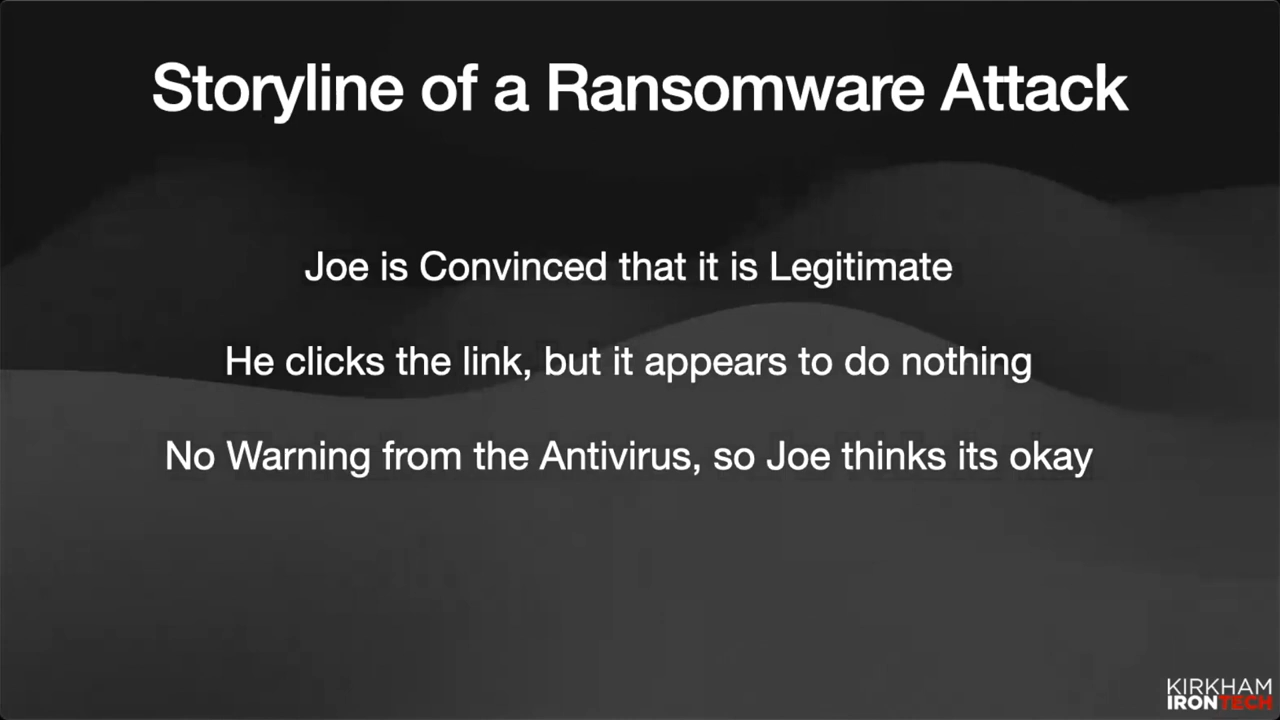 Storyline of a Ransomware Attack
Joe is Convinced that it is Legitimate
He clicks the link, but it appears to do nothing
No Warning from the Antivirus, so Joe thinks its okay
KIRKHAM
IRONTECH